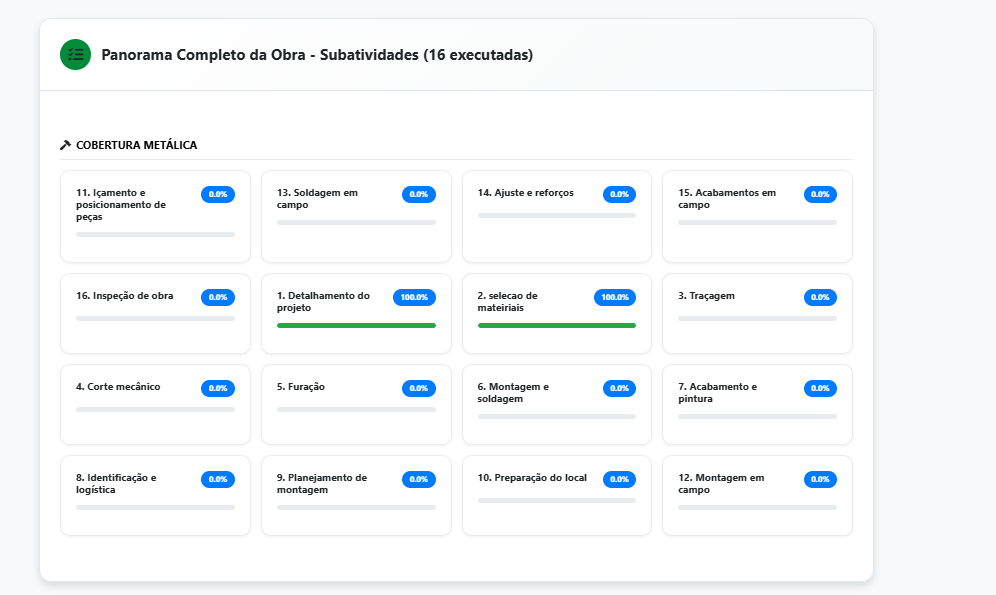 Panorama Completo da Obra - Subatividades (16 executadas)
COBERTURA METÁLICA
11. Içamento e
posicionamento de
peças
0.0%
13. Soldagem em
campo
0.0%
14. Ajuste e reforços
0.0%
15. Acabamentos em
campo
0.0%
16. Inspeção de obra
0.0%
1. Detalhamento do
projeto
100.0%
2. selecao de
mateiriais
100.0%
3. Traçagem
0.0%
4. Corte mecânico
0.0%
5. Furação
0.0%
6. Montagem e
soldagem
0.0%
7. Acabamento e
pintura
0.0%
8. Identificação e
logística
0.0%
9. Planejamento de
montagem
0.0%
10. Preparação do local
0.0%
12. Montagem em
campo
0.0%